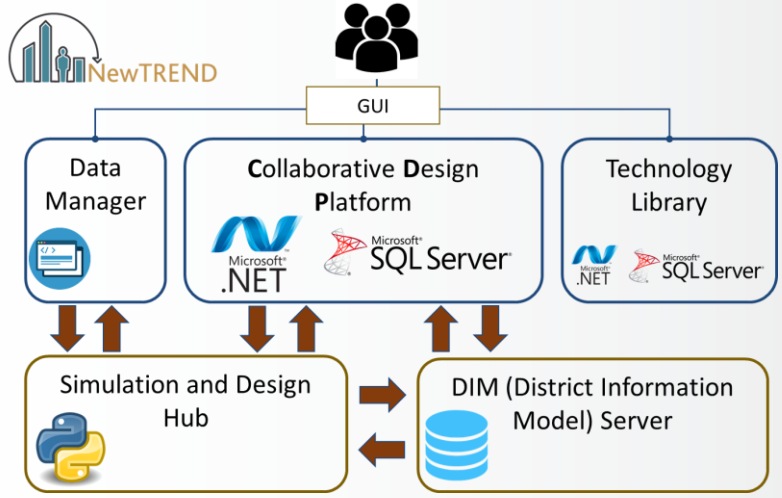 NewTREND
GUI
Data
Manager
</>
Collaborative Design
Platform
Microsoft®
.NET
Microsoft®
SQL Server®
Technology
Library
Microsoft®
.NET
Microsoft®
SQL Server®
Simulation and Design
Hub
DIM (District Information
Model) Server